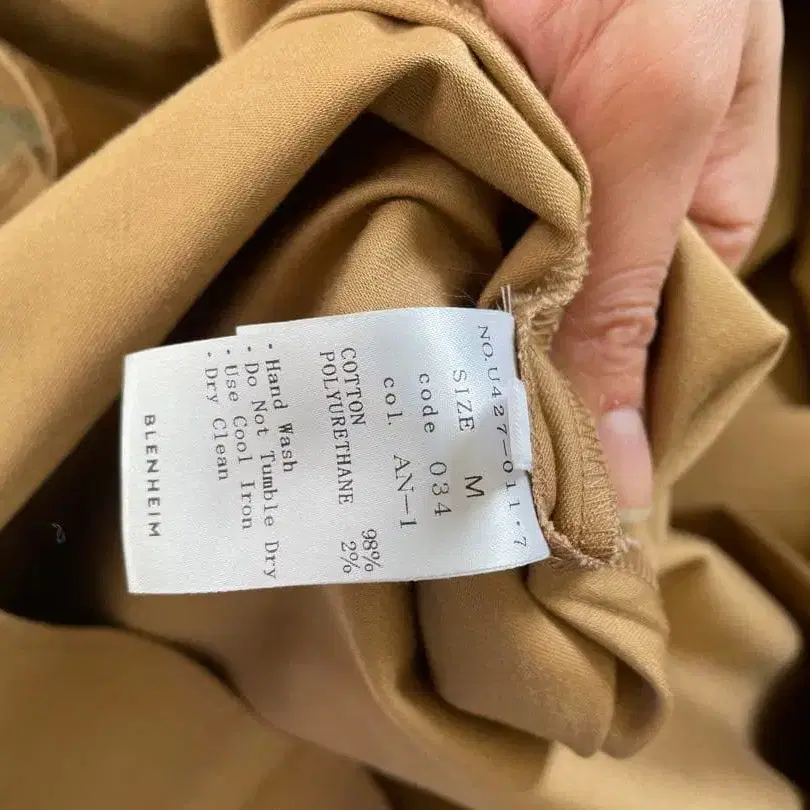 NO.U427-011·7
SIZE M
code 034
col. AN-1
COTTON 98%
POLYURETHANE 2%
· Hand Wash
· Do Not Tumble Dry
· Use Cool Iron
· Dry Clean
BLENHEIM